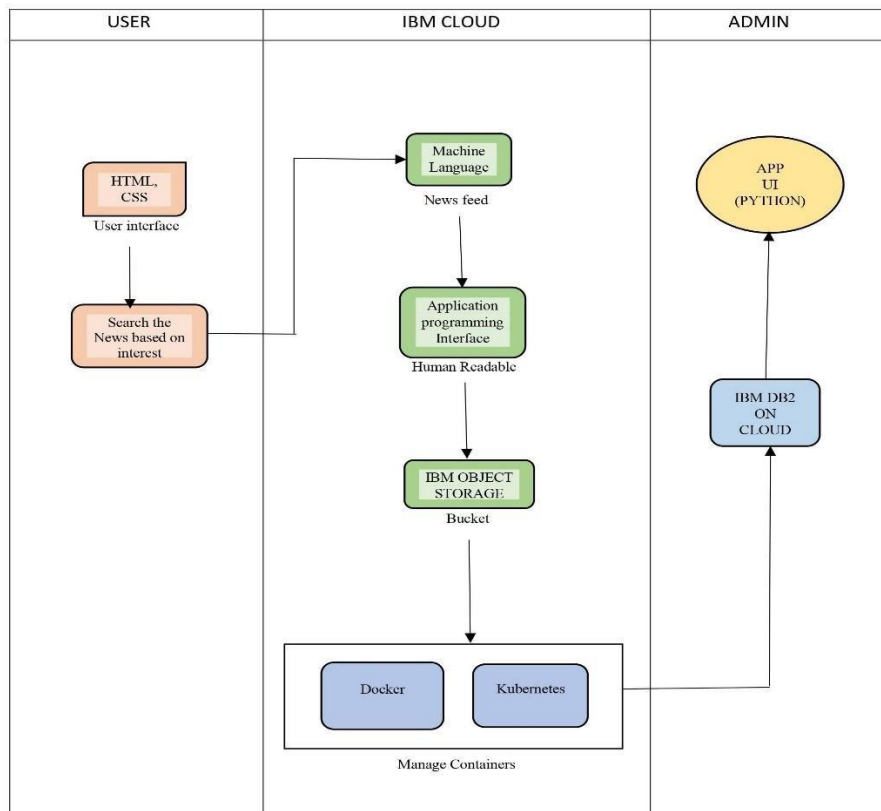 USER
IBM CLOUD
ADMIN
HTML,
CSS
User interface
Search the
News based on
interest
Machine
Language
News feed
Application
programming
Interface
Human Readable
IBM OBJECT
STORAGE
Bucket
Docker
Kubernetes
Manage Containers
APP
UI
(PYTHON)
IBM DB2
ON
CLOUD